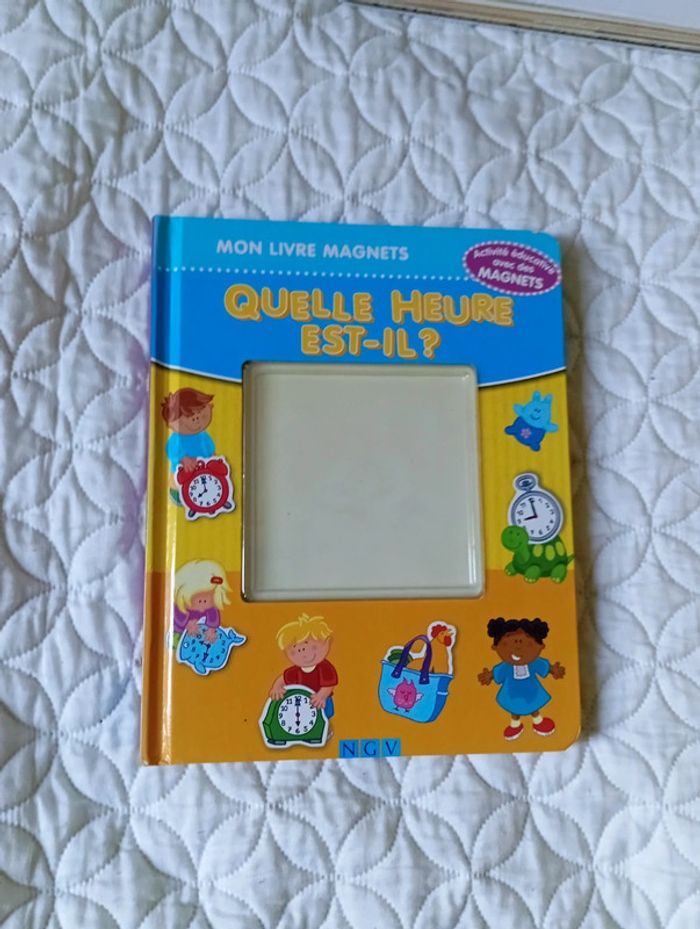 MON LIVRE MAGNETS
Activité éducative
avec des
MAGNETS
QUELLE HEURE
EST-IL?
NGV